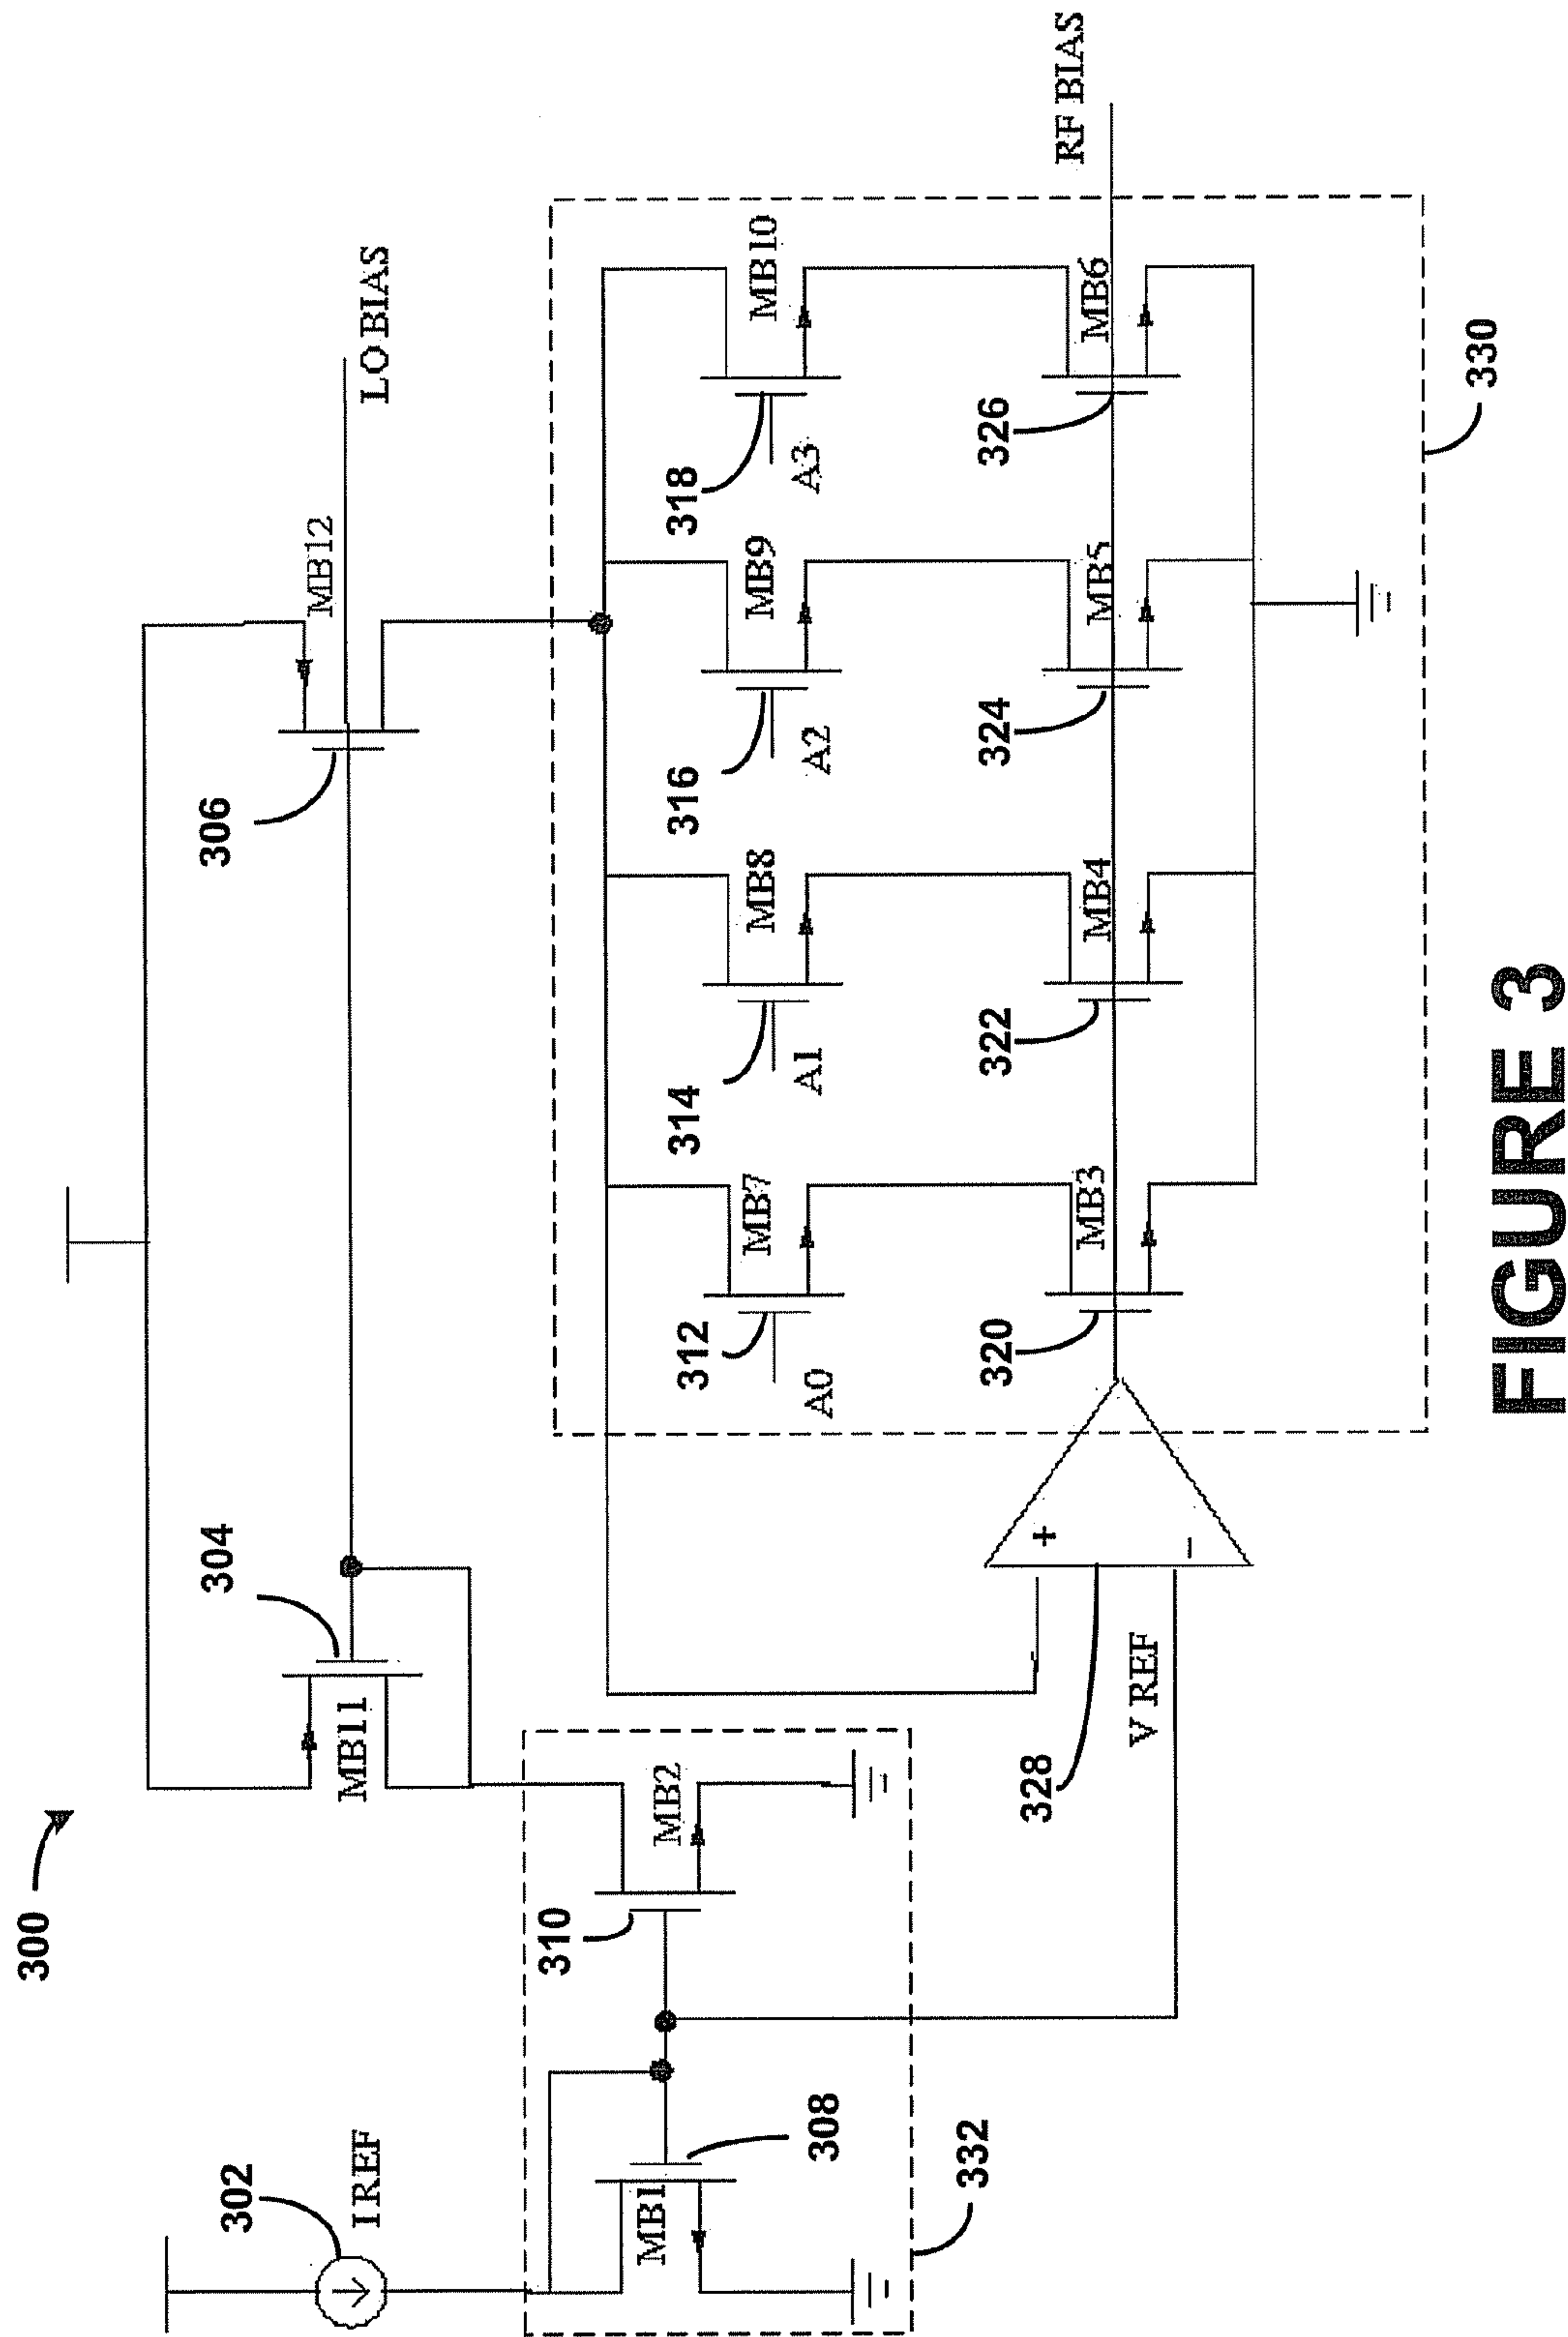 300
302
I REF
304
MB11
306
MB12
LO BIAS
332
MB1
308
310
MB2
V REF
328
+
-
312
A0
MB7
314
A1
MB8
316
A2
MB9
318
A3
MB10
320
MB3
322
MB4
324
MB5
326
MB6
RF BIAS
330
FIGURE 3